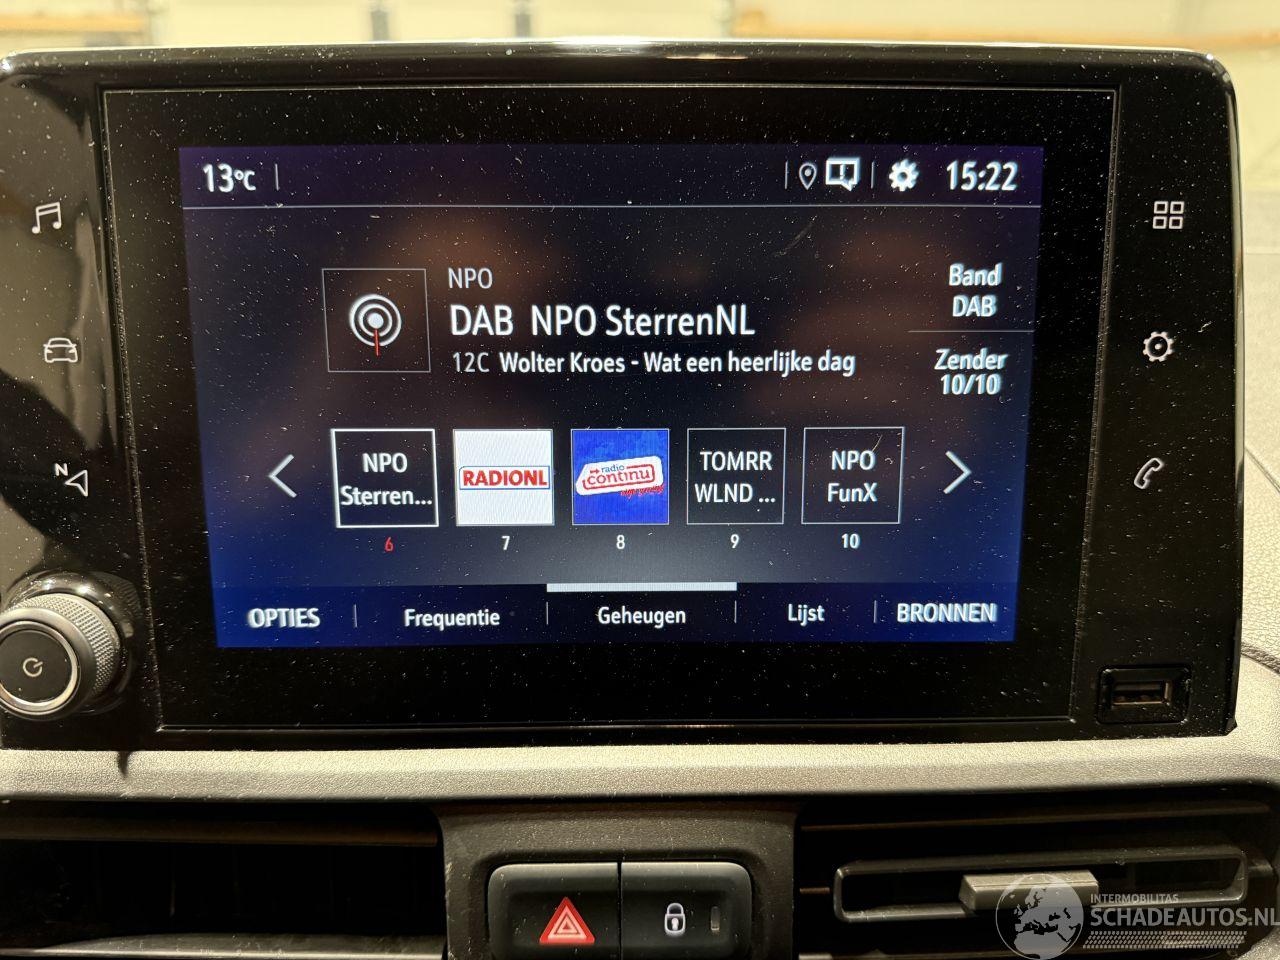 13°C
15:22
NPO
DAB NPO SterrenNL
12C Wolter Kroes - Wat een heerlijke dag
Band
DAB
Zender
10/10
NPO
Sterren...
RADIONL
radio
continu
TOMRR
WLND ...
NPO
FunX
6 7 8 9 10
OPTIES Frequentie Geheugen Lijst BRONNEN
N
INTERMOBILITAS
SCHADEAUTOS.NL